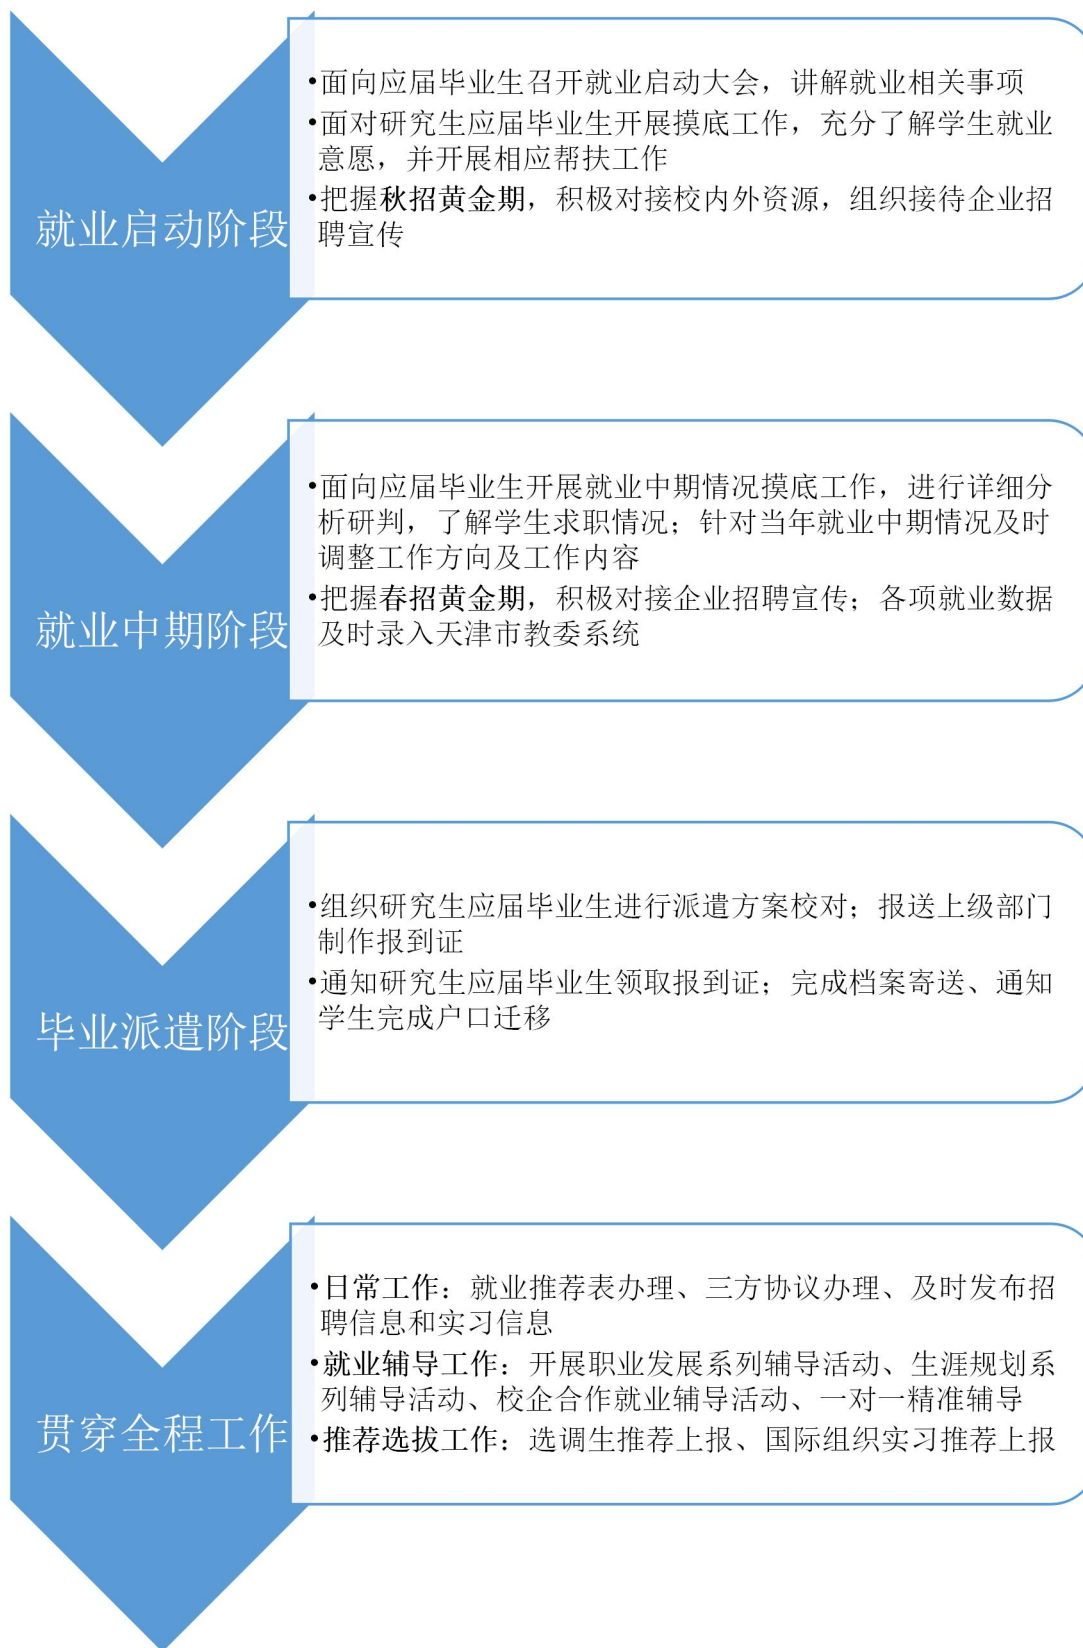 就业启动阶段
•面向应届毕业生召开就业启动大会，讲解就业相关事项
•面对研究生应届毕业生开展摸底工作，充分了解学生就业
意愿，并开展相应帮扶工作
•把握秋招黄金期，积极对接校内外资源，组织接待企业招
聘宣传
就业中期阶段
•面向应届毕业生开展就业中期情况摸底工作，进行详细分
析研判，了解学生求职情况；针对当年就业中期情况及时
调整工作方向及工作内容
•把握春招黄金期，积极对接企业招聘宣传；各项就业数据
及时录入天津市教委系统
毕业派遣阶段
•组织研究生应届毕业生进行派遣方案校对；报送上级部门
制作报到证
•通知研究生应届毕业生领取报到证；完成档案寄送、通知
学生完成户口迁移
贯穿全程工作
•日常工作：就业推荐表办理、三方协议办理、及时发布招
聘信息和实习信息
•就业辅导工作：开展职业发展系列辅导活动、生涯规划系
列辅导活动、校企合作就业辅导活动、一对一精准辅导
•推荐选拔工作：选调生推荐上报、国际组织实习推荐上报